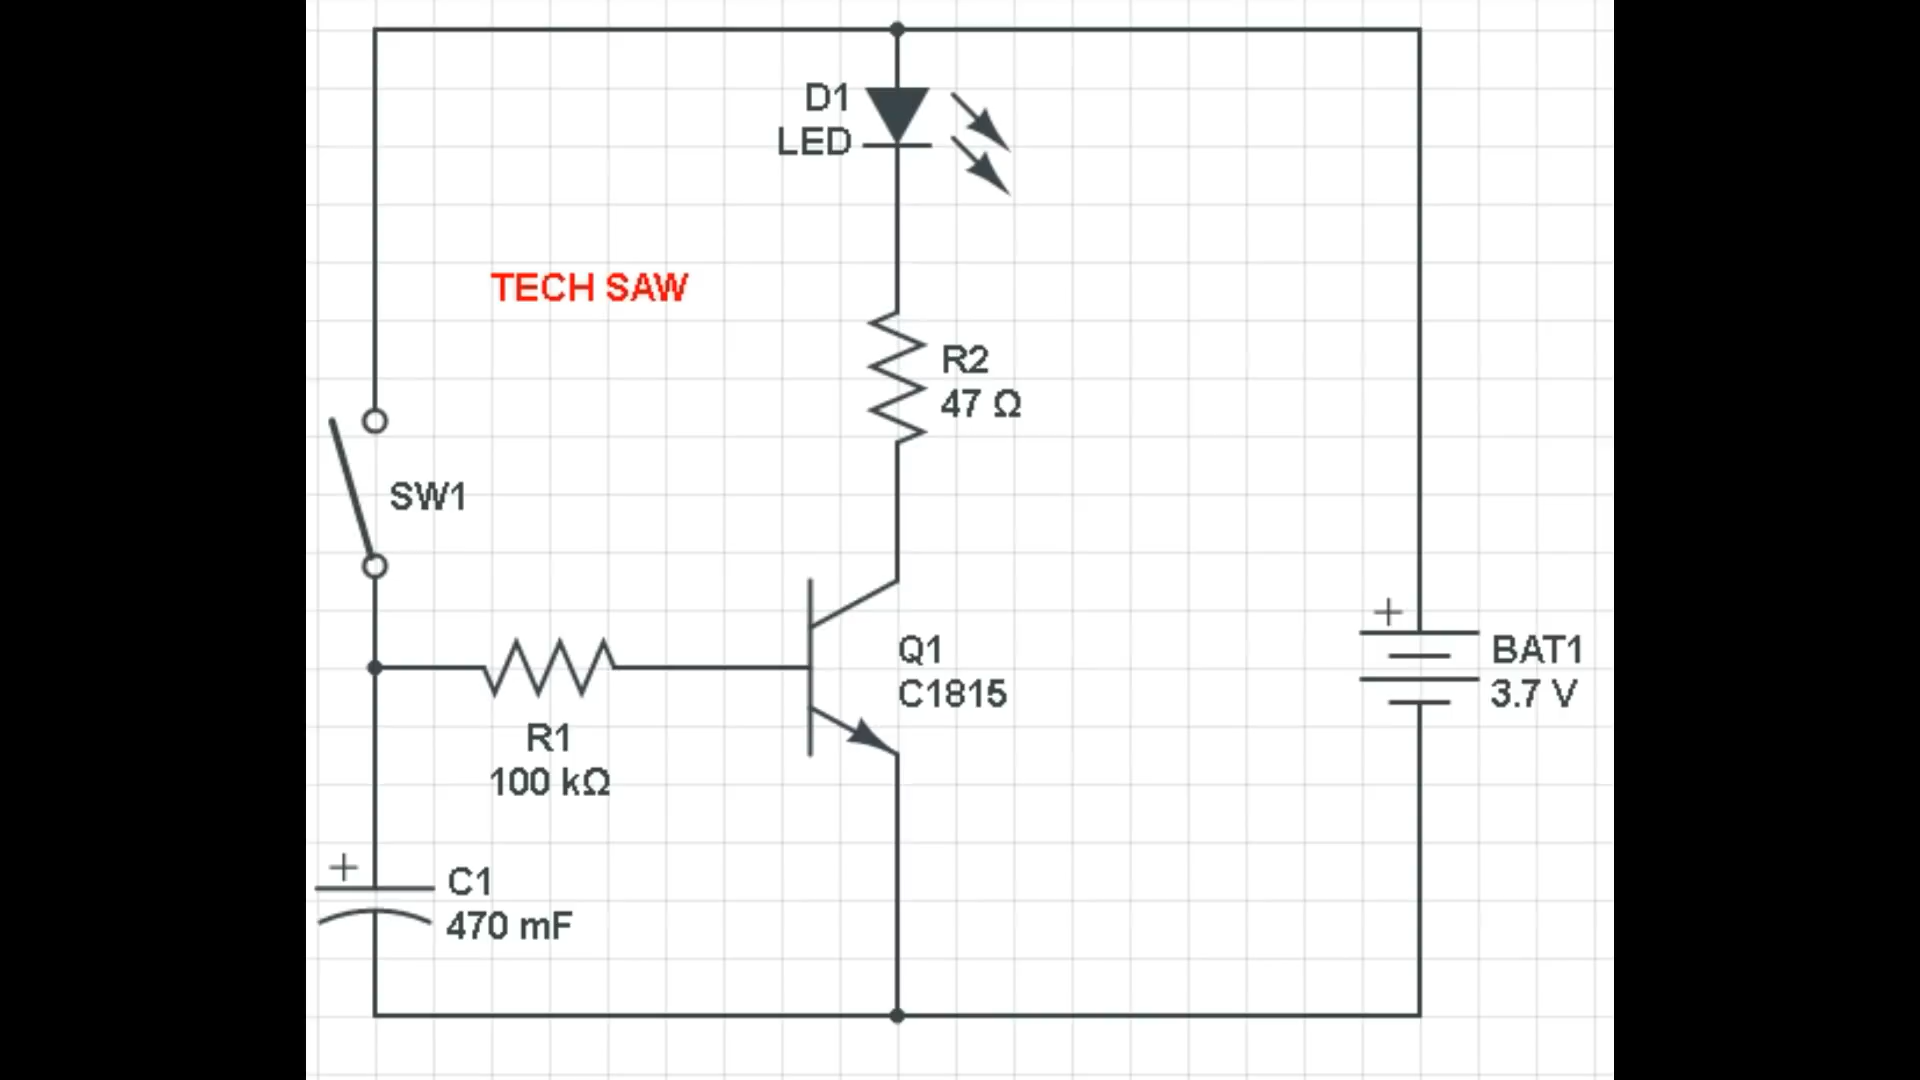 D1
LED
TECH SAW
R2
47 Ω
SW1
+
Q1
C1815
BAT1
3.7 V
R1
100 kΩ
+
C1
470 mF